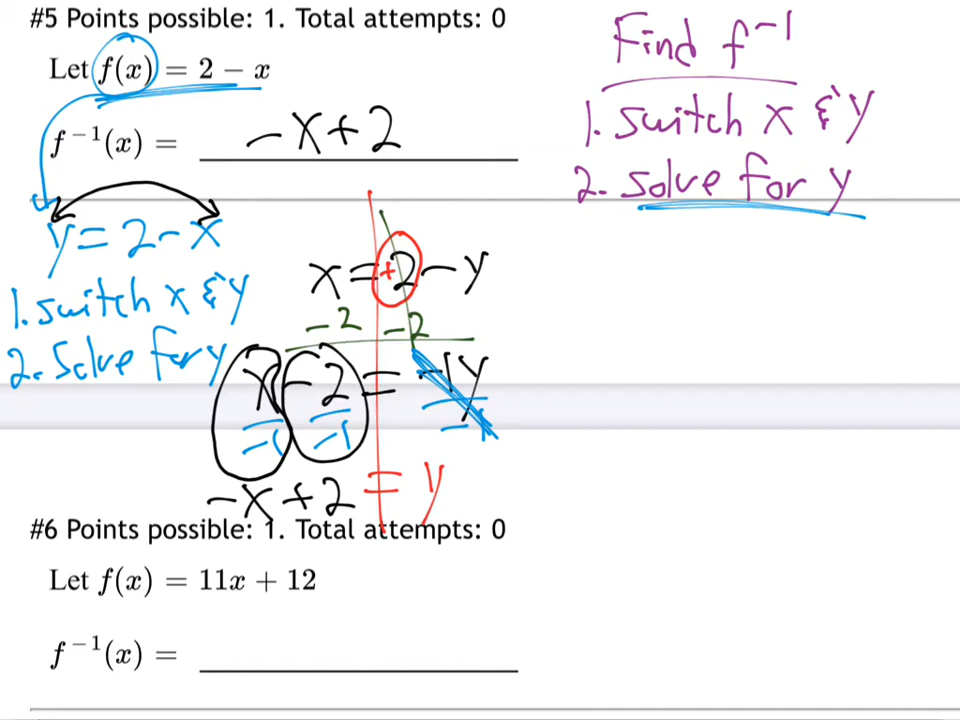 #5 Points possible: 1. Total attempts: 0
Let f(x) = 2 − x
f⁻¹(x) = −x+2
Find f⁻¹
1. switch x & y
2. solve for y
y = 2 − x
1. switch x & y
2. Solve for y
x = +2 − y
−2 −2
x/−1 − 2/−1 = −1y/−1
−x+2 = y
#6 Points possible: 1. Total attempts: 0
Let f(x) = 11x + 12
f⁻¹(x) =